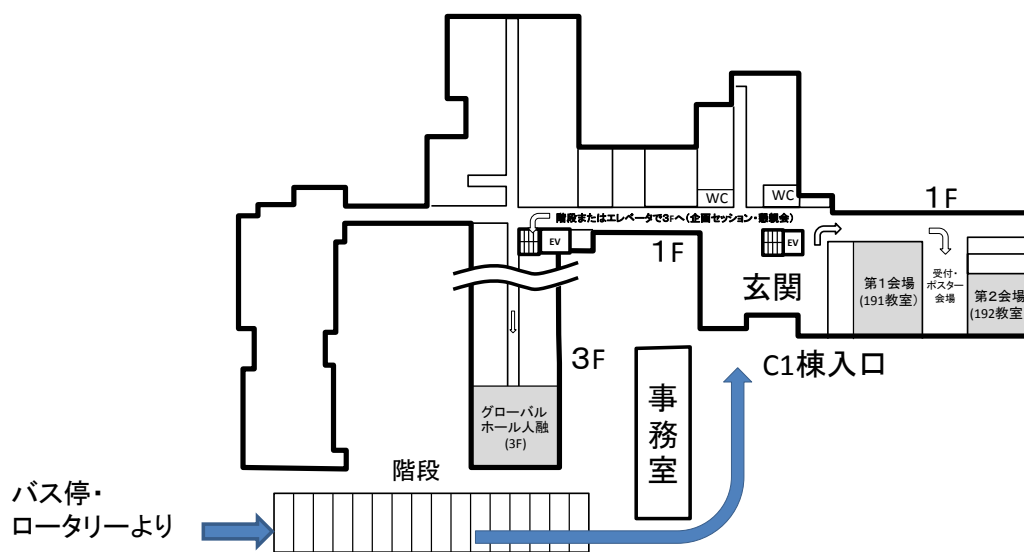 WC
WC
1F
階段またはエレベータで3Fへ(企画セッション・懇親会)
EV
1F
EV
玄関
第1会場
(191教室)
受付・
ポスター
会場
第2会場
(192教室)
3F
C1棟入口
事務室
グローバル
ホール人融
(3F)
階段
バス停・
ロータリーより